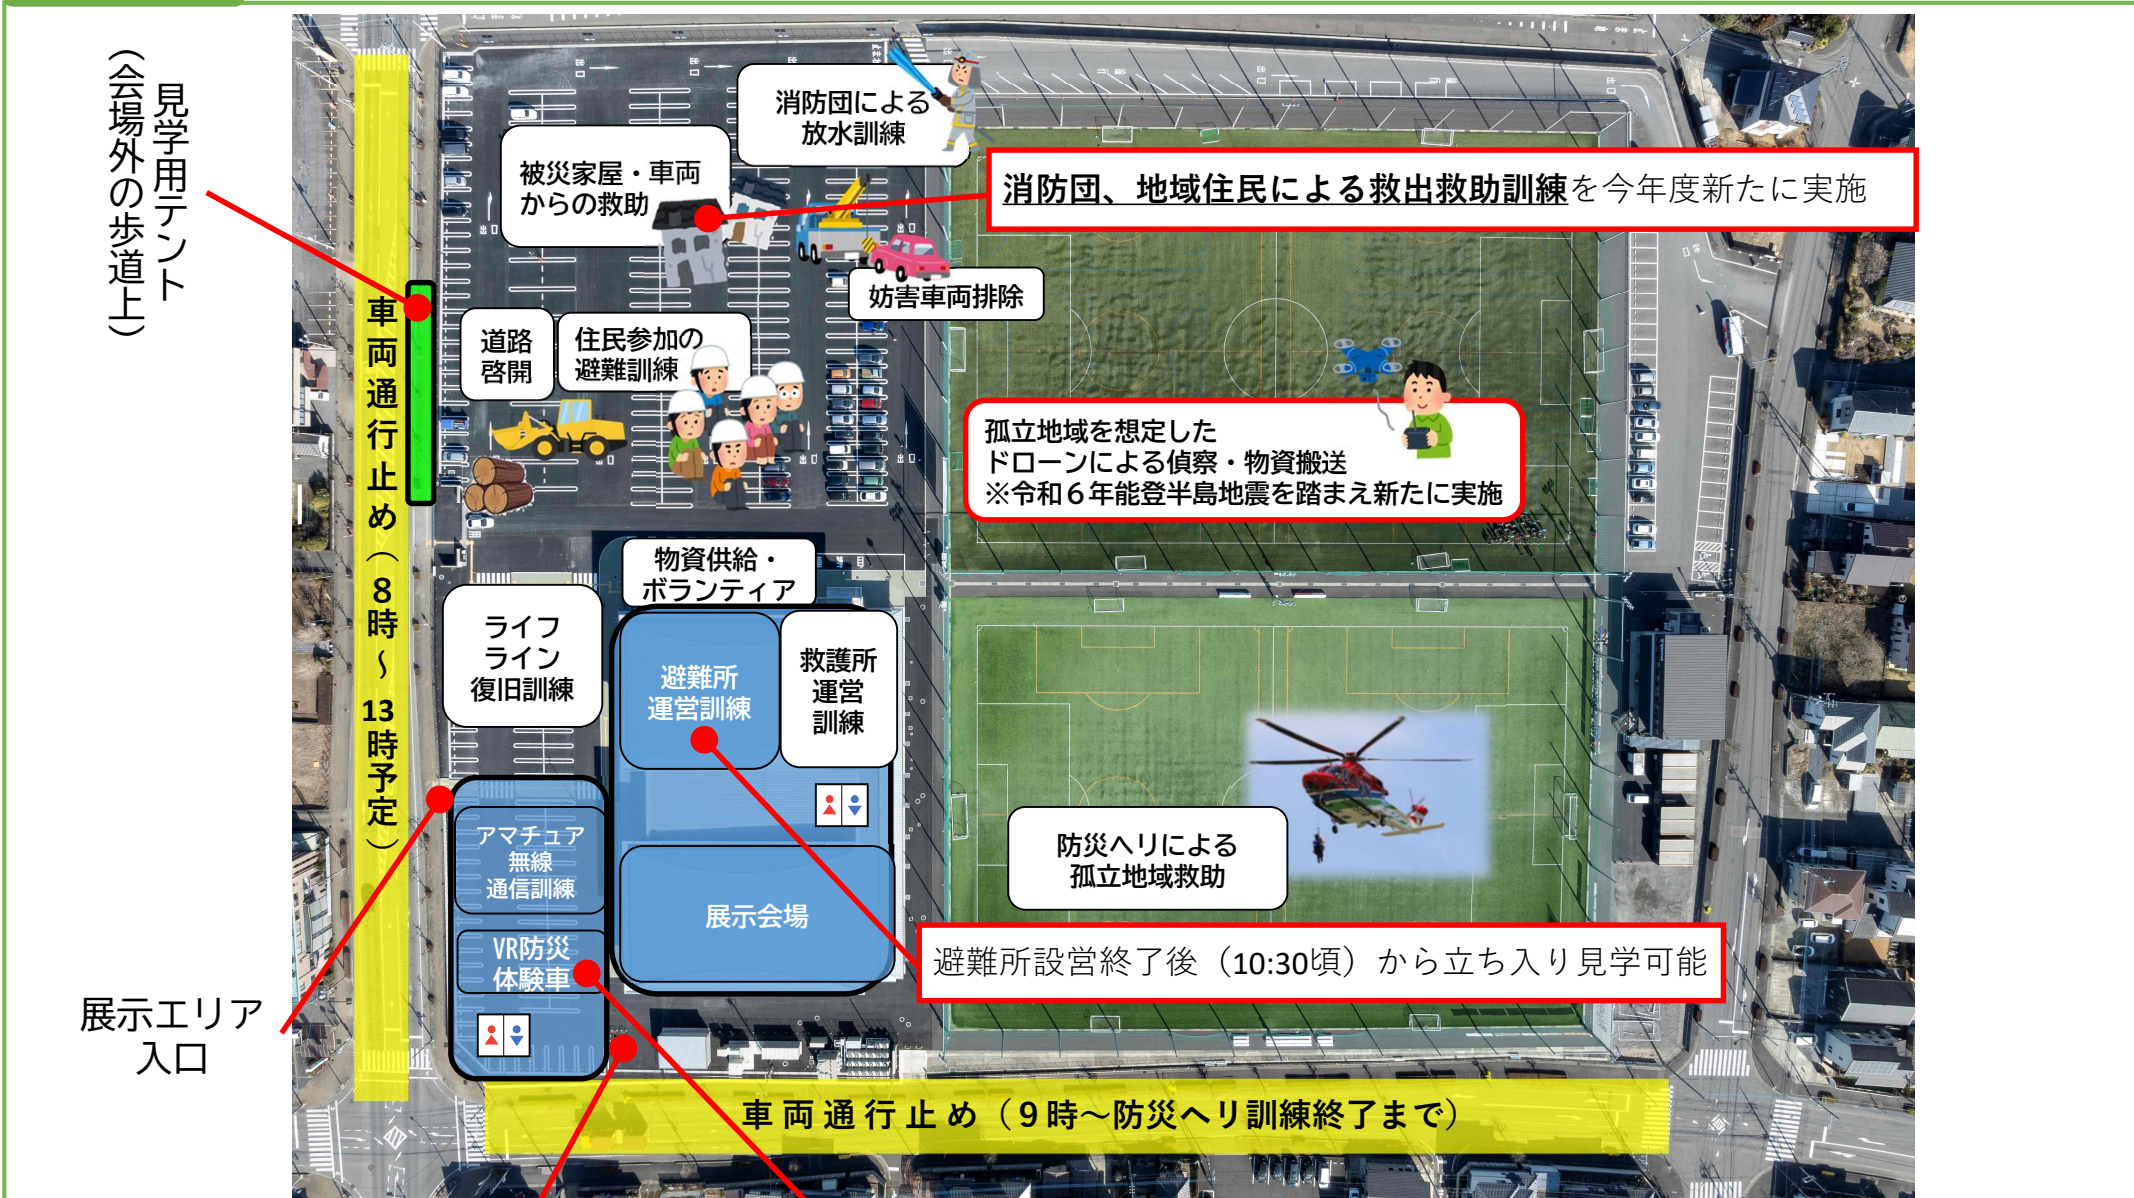 見学用テント
（会場外の歩道上）
消防団による
放水訓練
被災家屋・車両
からの救助
消防団、地域住民による救出救助訓練を今年度新たに実施
妨害車両排除
道路
啓開
住民参加の
避難訓練
孤立地域を想定した
ドローンによる偵察・物資搬送
※令和６年能登半島地震を踏まえ新たに実施
車両通行止め（８時～13時予定）
物資供給・
ボランティア
ライフ
ライン
復旧訓練
避難所
運営訓練
救護所
運営
訓練
アマチュア
無線
通信訓練
VR防災
体験車
展示会場
防災ヘリによる
孤立地域救助
避難所設営終了後（10:30頃）から立ち入り見学可能
展示エリア
入口
車両通行止め（９時～防災ヘリ訓練終了まで）